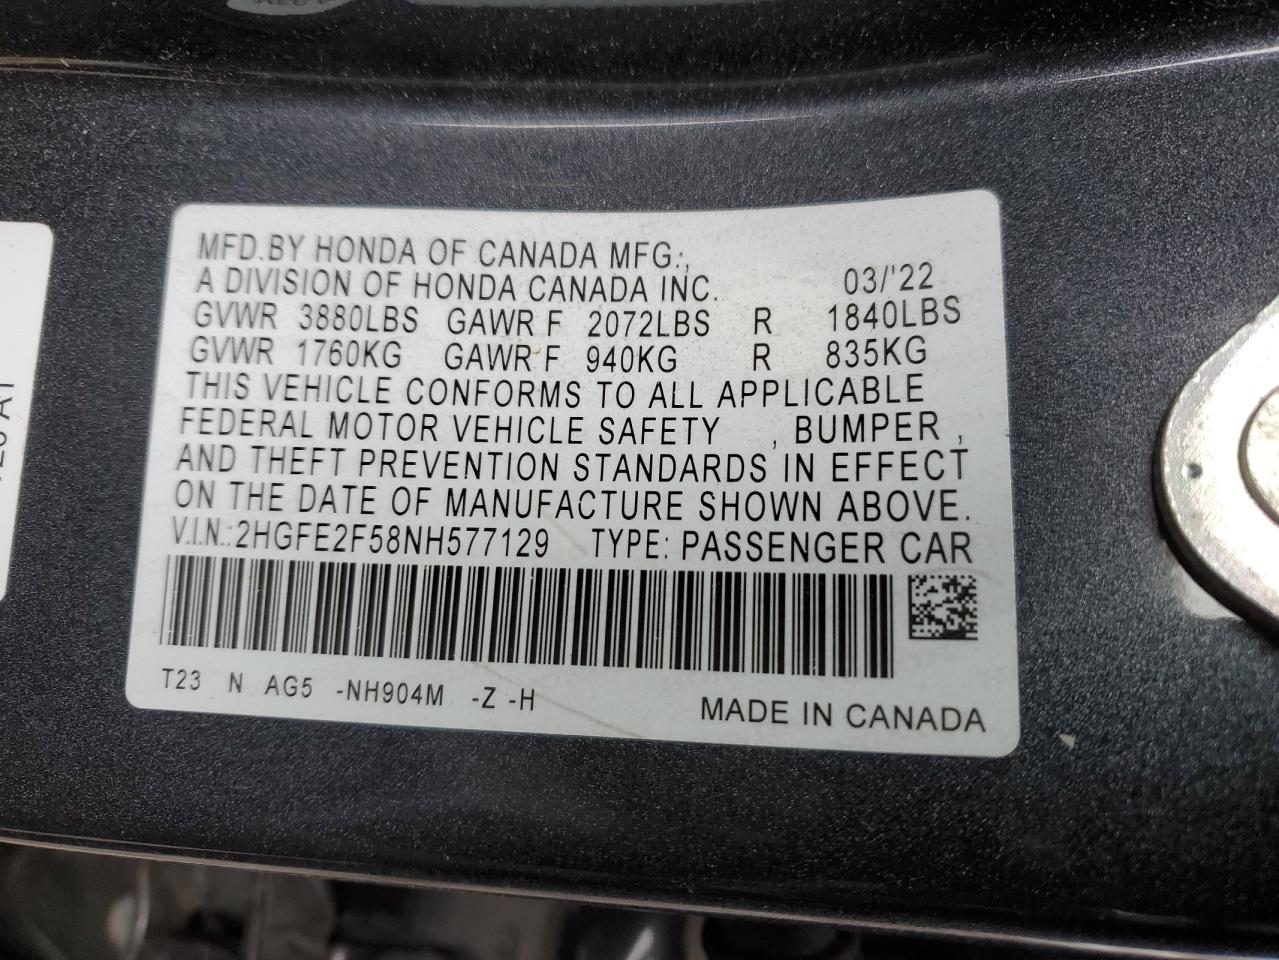 MFD.BY HONDA OF CANADA MFG.,
A DIVISION OF HONDA CANADA INC. 03/'22
GVWR 3880LBS GAWR F 2072LBS R 1840LBS
GVWR 1760KG GAWR F 940KG R 835KG
THIS VEHICLE CONFORMS TO ALL APPLICABLE
FEDERAL MOTOR VEHICLE SAFETY , BUMPER ,
AND THEFT PREVENTION STANDARDS IN EFFECT
ON THE DATE OF MANUFACTURE SHOWN ABOVE.
V.I.N.:2HGFE2F58NH577129 TYPE: PASSENGER CAR
T23 N AG5 -NH904M -Z -H
MADE IN CANADA